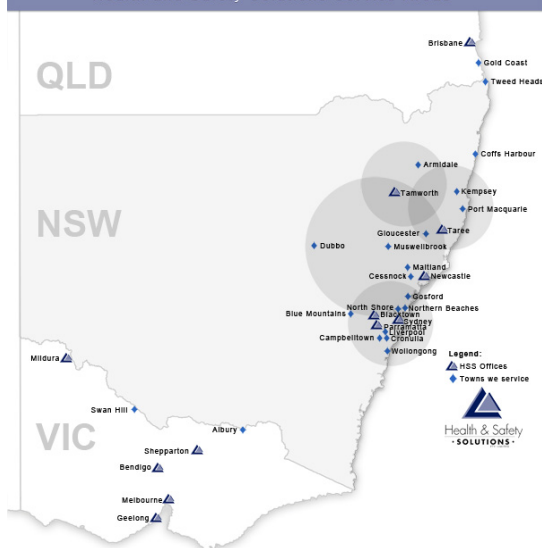 Brisbane
Gold Coast
QLD
Tweed Heads
Coffs Harbour
Armidale
Tamworth
Kempsey
Port Macquarie
NSW
Gloucester
Taree
Dubbo
Muswellbrook
Maitland
Cessnock
Newcastle
Gosford
North Shore
Northern Beaches
Blue Mountains
Blacktown
Sydney
Parramatta
Liverpool
Campbelltown
Cronulla
Wollongong
Legend:
HSS Offices
Towns we service
Mildura
Health & Safety
· SOLUTIONS ·
Swan Hill
Albury
VIC
Shepparton
Bendigo
Melbourne
Geelong